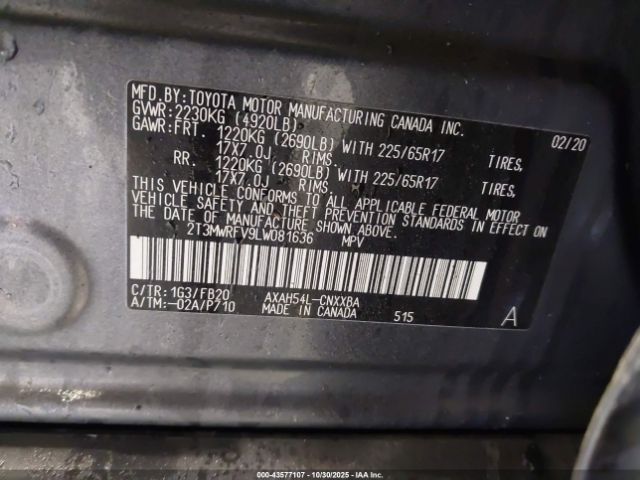 MFD. BY: TOYOTA MOTOR MANUFACTURING CANADA INC.
GVWR: 2230KG (4920LB) 02/20
GAWR: FRT. 1220KG (2690LB) WITH 225/65R17 TIRES,
17X7.0J RIMS.
RR. 1220KG (2690LB) WITH 225/65R17 TIRES,
17X7.0J RIMS.
THIS VEHICLE CONFORMS TO ALL APPLICABLE FEDERAL MOTOR
VEHICLE SAFETY AND THEFT PREVENTION STANDARDS IN EFFECT ON
THE DATE OF MANUFACTURE SHOWN ABOVE.
2T3MWRFV9LW081636 MPV
C/TR: 1G3/FB20 AXAH54L-CNXXBA
A/TM: -02A/P710 MADE IN CANADA 515 A
000-43577107 - 10/30/2025 - IAAI.COM